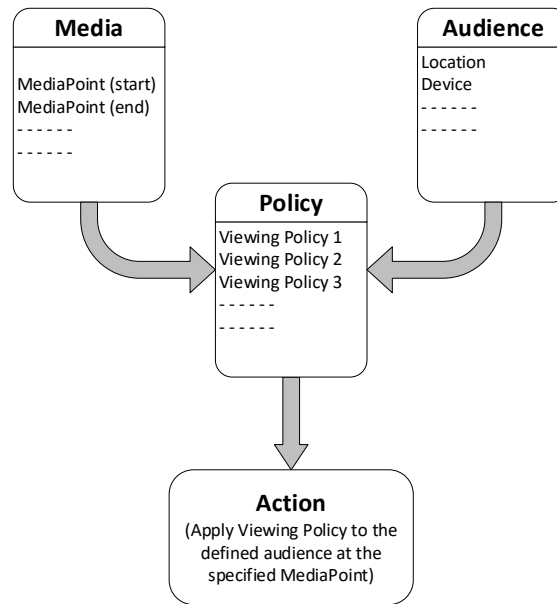 Media
MediaPoint (start)
MediaPoint (end)
- - - - - -
- - - - - -
Audience
Location
Device
- - - - - -
- - - - - -
Policy
Viewing Policy 1
Viewing Policy 2
Viewing Policy 3
- - - - - -
- - - - - -
Action
(Apply Viewing Policy to the
defined audience at the
specified MediaPoint)